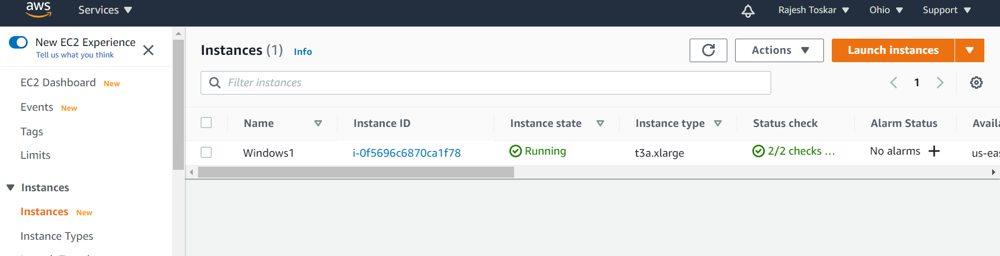 aws Services Rajesh Toskar Ohio Support
New EC2 Experience
Tell us what you think
EC2 Dashboard New
Events New
Tags
Limits
Instances
Instances New
Instance Types
Instances (1) Info
Actions
Launch instances
Filter instances
1
Name Instance ID Instance state Instance type Status check Alarm Status Availa
Windows1 i-0f5696c6870ca1f78 Running t3a.xlarge 2/2 checks ... No alarms us-eas